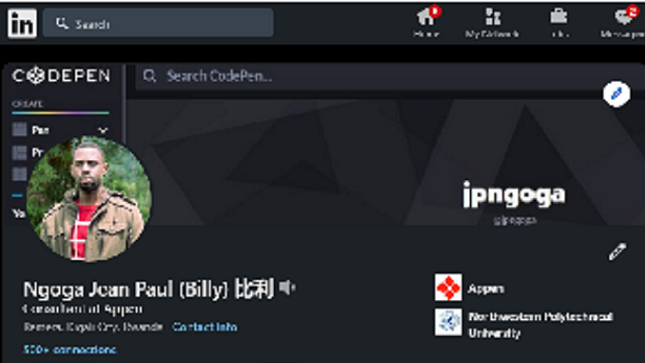 in
Search
Home
My Network
Jobs
Messaging
2
CODEPEN
Search CodePen...
CREATE
Pen
Pr
Yo
jpngoga
@jpngoga
Ngoga Jean Paul (Billy) 比利
Consultant at Appen
Remera, Kigali City, Rwanda Contact info
500+ connections
Appen
Northwestern Polytechnical
University